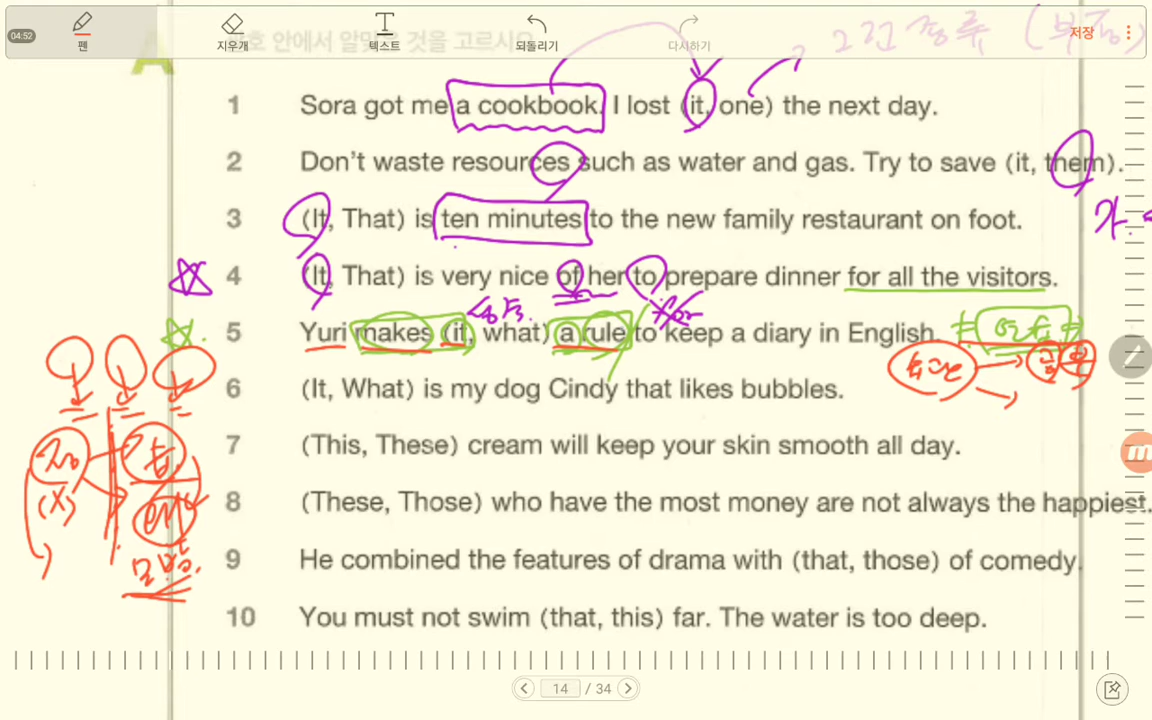 04:52
펜
지우개
텍스트
되돌리기
다시하기
저장
안에서 알맞은 것을 고르시오
A
1 Sora got me a cookbook. I lost (it, one) the next day.
2 Don't waste resources such as water and gas. Try to save (it, them).
3 (It, That) is ten minutes to the new family restaurant on foot.
4 (It, That) is very nice of her to prepare dinner for all the visitors.
for
5 Yuri makes (it, what) a rule to keep a diary in English.
6 (It, What) is my dog Cindy that likes bubbles.
7 (This, These) cream will keep your skin smooth all day.
8 (These, Those) who have the most money are not always the happiest.
9 He combined the features of drama with (that, those) of comedy.
10 You must not swim (that, this) far. The water is too deep.
(X)
14 / 34